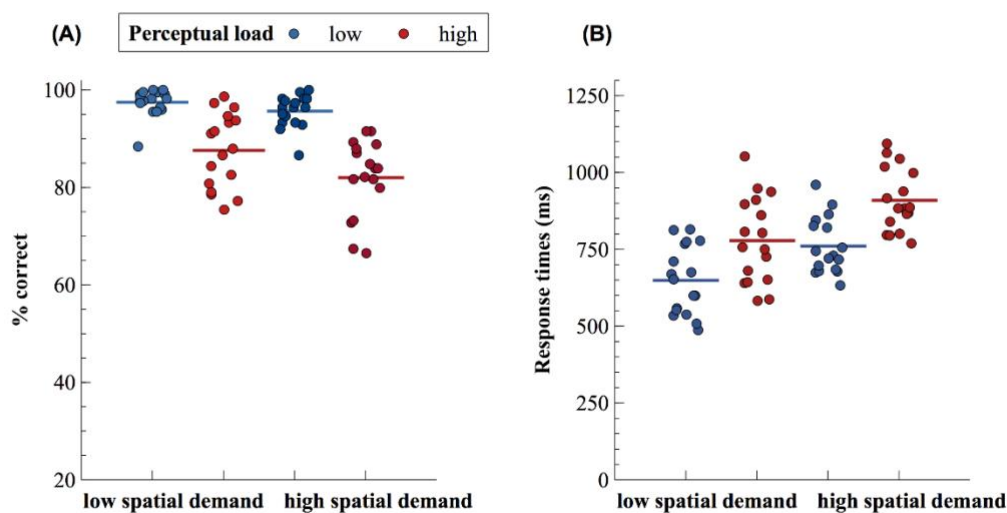 (A)
Perceptual load low high
% correct
100
80
60
40
20
low spatial demand high spatial demand
(B)
Response times (ms)
1250
1000
750
500
250
0
low spatial demand high spatial demand